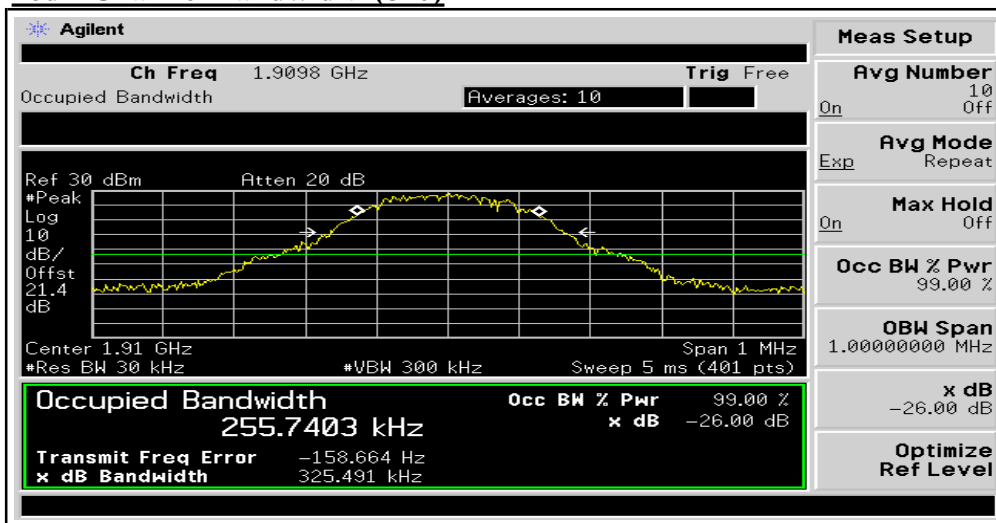 Agilent
Ch Freq 1.9098 GHz Trig Free
Occupied Bandwidth Averages: 10
Ref 30 dBm Atten 20 dB
#Peak
Log
10
dB/
Offst
21.4
dB
Center 1.91 GHz Span 1 MHz
#Res BW 30 kHz #VBW 300 kHz Sweep 5 ms (401 pts)
Occupied Bandwidth Occ BW % Pwr 99.00 %
255.7403 kHz x dB -26.00 dB
Transmit Freq Error -158.664 Hz
x dB Bandwidth 325.491 kHz
Meas Setup
Avg Number
10
On Off
Avg Mode
Exp Repeat
Max Hold
On Off
Occ BW % Pwr
99.00 %
OBW Span
1.00000000 MHz
x dB
-26.00 dB
Optimize
Ref Level